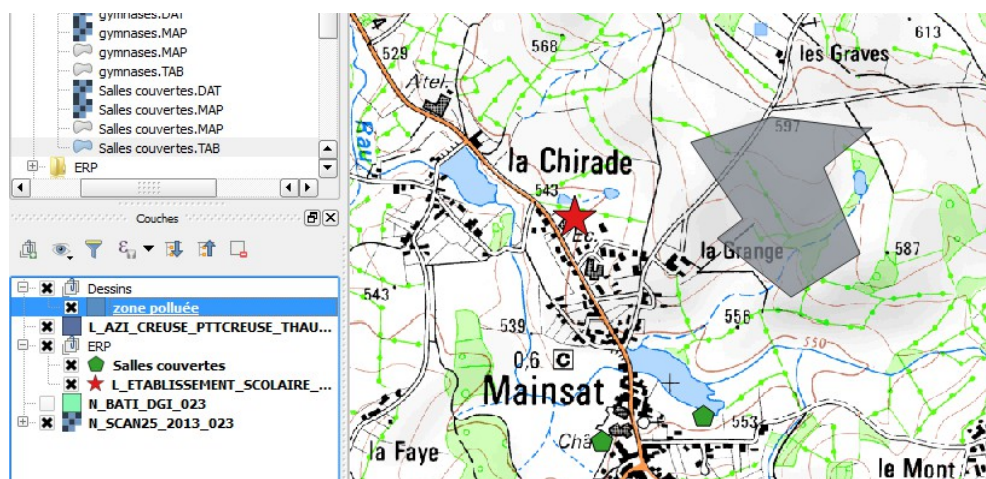 gymnases.DAT
gymnases.MAP
gymnases.MAP
gymnases.TAB
Salles couvertes.DAT
Salles couvertes.MAP
Salles couvertes.MAP
Salles couvertes.TAB
ERP
Couches
Dessins
zone polluée
L_AZI_CREUSE_PTTCREUSE_THAU...
ERP
Salles couvertes
L_ETABLISSEMENT_SCOLAIRE_...
N_BATI_DGI_023
N_SCAN25_2013_023
613
568
529
les Graves
Atel.
597
Rau
la Chirade
543
Ec.
la Grange
587
543
556
539
550
0,6 C
Mainsat
553
Châ
la Faye
le Mont